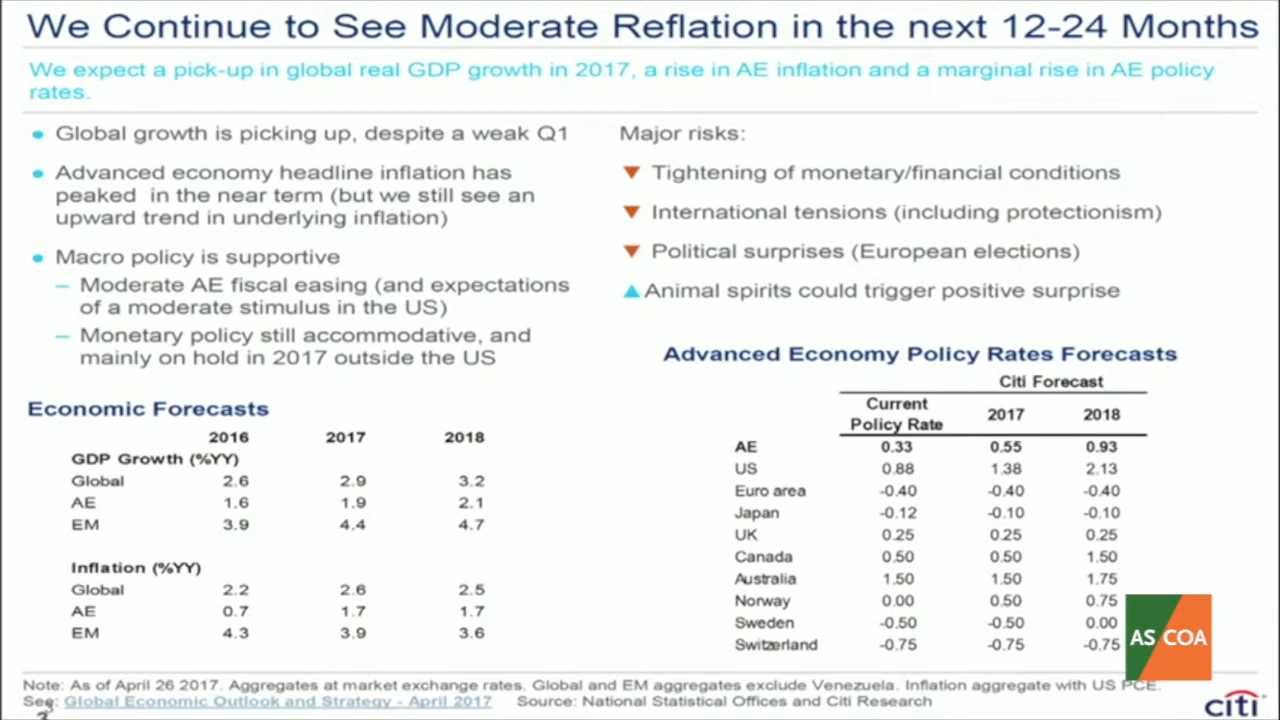 We Continue to See Moderate Reflation in the next 12-24 Months
We expect a pick-up in global real GDP growth in 2017, a rise in AE inflation and a marginal rise in AE policy
rates.
Global growth is picking up, despite a weak Q1
Advanced economy headline inflation has
peaked in the near term (but we still see an
upward trend in underlying inflation)
Macro policy is supportive
– Moderate AE fiscal easing (and expectations
of a moderate stimulus in the US)
– Monetary policy still accommodative, and
mainly on hold in 2017 outside the US
Major risks:
Tightening of monetary/financial conditions
International tensions (including protectionism)
Political surprises (European elections)
Animal spirits could trigger positive surprise
Economic Forecasts
2016 2017 2018
GDP Growth (%YY)
Global 2.6 2.9 3.2
AE 1.6 1.9 2.1
EM 3.9 4.4 4.7
Inflation (%YY)
Global 2.2 2.6 2.5
AE 0.7 1.7 1.7
EM 4.3 3.9 3.6
Advanced Economy Policy Rates Forecasts
Citi Forecast
Current
Policy Rate 2017 2018
AE 0.33 0.55 0.93
US 0.88 1.38 2.13
Euro area -0.40 -0.40 -0.40
Japan -0.12 -0.10 -0.10
UK 0.25 0.25 0.25
Canada 0.50 0.50 1.50
Australia 1.50 1.50 1.75
Norway 0.00 0.50 0.75
Sweden -0.50 -0.50 0.00
Switzerland -0.75 -0.75 -0.75
AS COA
Note: As of April 26 2017. Aggregates at market exchange rates. Global and EM aggregates exclude Venezuela. Inflation aggregate with US PCE.
See: Global Economic Outlook and Strategy - April 2017 Source: National Statistical Offices and Citi Research
citi